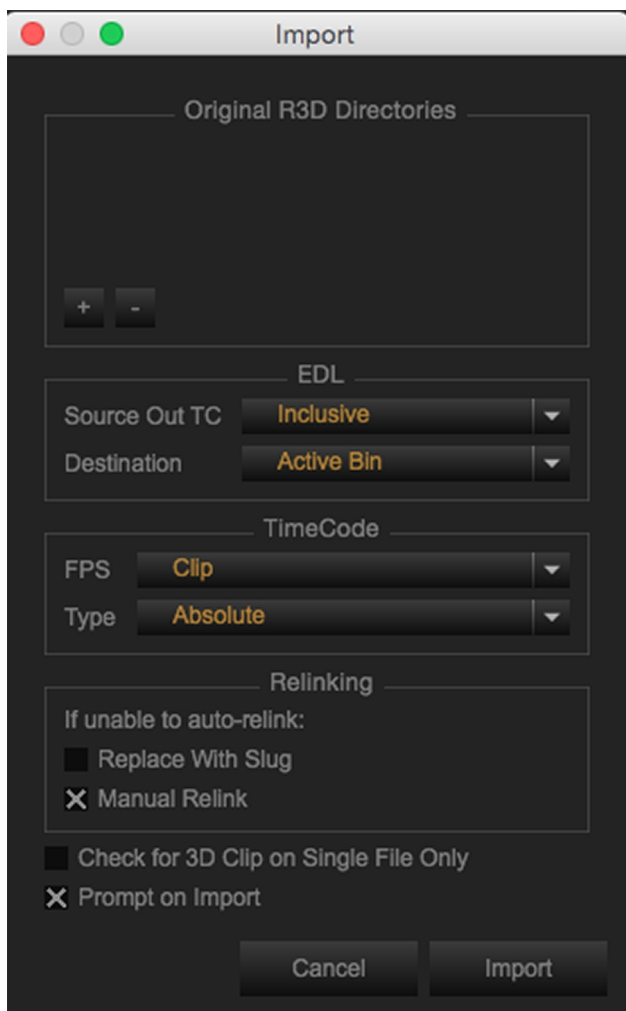 Import
Original R3D Directories
+ -
EDL
Source Out TC Inclusive
Destination Active Bin
TimeCode
FPS Clip
Type Absolute
Relinking
If unable to auto-relink:
Replace With Slug
Manual Relink
Check for 3D Clip on Single File Only
Prompt on Import
Cancel Import